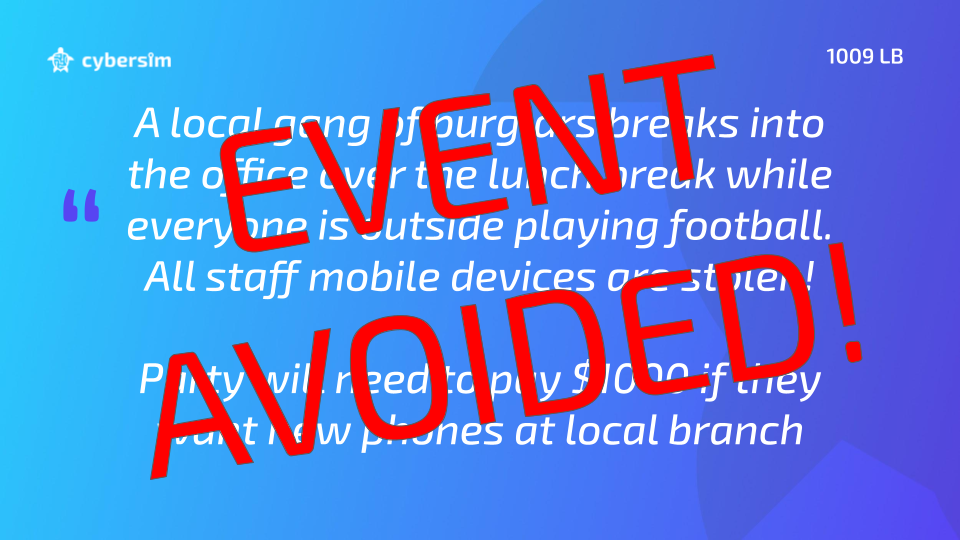 cybersim
1009 LB
A local gang of burglars breaks into
the office over the lunch break while
everyone is outside playing football.
All staff mobile devices are stolen!
Party will need to pay $1000 if they
want new phones at local branch
EVENT
AVOIDED!